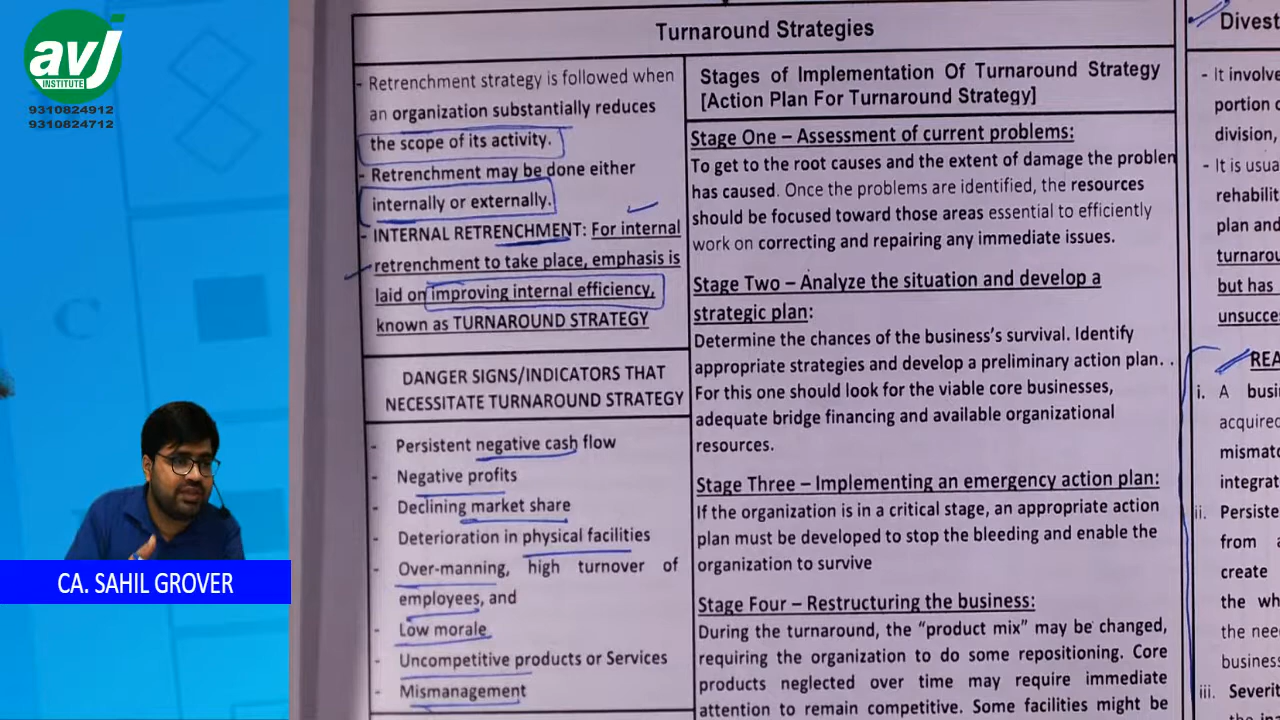 avj
INSTITUTE
9310824912
9310824712
CA. SAHIL GROVER
Turnaround Strategies
- Retrenchment strategy is followed when
an organization substantially reduces
the scope of its activity.
- Retrenchment may be done either
internally or externally.
- INTERNAL RETRENCHMENT: For internal
retrenchment to take place, emphasis is
laid on improving internal efficiency,
known as TURNAROUND STRATEGY
DANGER SIGNS/INDICATORS THAT
NECESSITATE TURNAROUND STRATEGY
- Persistent negative cash flow
- Negative profits
- Declining market share
- Deterioration in physical facilities
- Over-manning, high turnover of
employees, and
- Low morale
- Uncompetitive products or Services
- Mismanagement
Stages of Implementation Of Turnaround Strategy
[Action Plan For Turnaround Strategy]
Stage One – Assessment of current problems:
To get to the root causes and the extent of damage the problem
has caused. Once the problems are identified, the resources
should be focused toward those areas essential to efficiently
work on correcting and repairing any immediate issues.
Stage Two – Analyze the situation and develop a
strategic plan:
Determine the chances of the business's survival. Identify
appropriate strategies and develop a preliminary action plan. .
For this one should look for the viable core businesses,
adequate bridge financing and available organizational
resources.
Stage Three – Implementing an emergency action plan:
If the organization is in a critical stage, an appropriate action
plan must be developed to stop the bleeding and enable the
organization to survive
Stage Four – Restructuring the business:
During the turnaround, the "product mix" may be changed,
requiring the organization to do some repositioning. Core
products neglected over time may require immediate
attention to remain competitive. Some facilities might be
Divest
- It involve
portion o
division,
- It is usua
rehabilit
plan and
turnarou
but has
unsucce
REA
i. A busi
acquired
mismatc
integrat
ii. Persiste
from a
create
the wh
the nee
business
iii. Severit